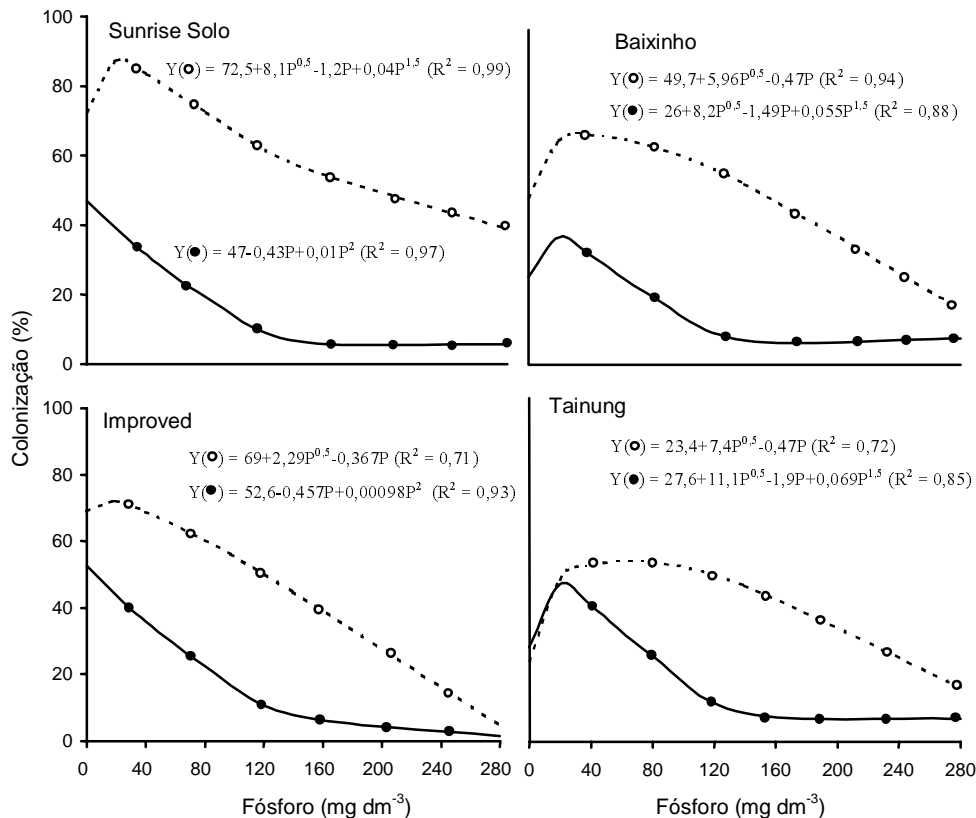 Sunrise Solo
Y(○) = 72,5+8,1P^0,5-1,2P+0,04P^1,5 (R² = 0,99)
Y(●) = 47-0,43P+0,01P² (R² = 0,97)
100
80
60
40
20
0
Baixinho
Y(○) = 49,7+5,96P^0,5-0,47P (R² = 0,94)
Y(●) = 26+8,2P^0,5-1,49P+0,055P^1,5 (R² = 0,88)
Colonização (%)
Improved
Y(○) = 69+2,29P^0,5-0,367P (R² = 0,71)
Y(●) = 52,6-0,457P+0,00098P² (R² = 0,93)
100
80
60
40
20
0
0 40 80 120 160 200 240 280
Fósforo (mg dm⁻³)
Tainung
Y(○) = 23,4+7,4P^0,5-0,47P (R² = 0,72)
Y(●) = 27,6+11,1P^0,5-1,9P+0,069P^1,5 (R² = 0,85)
0 40 80 120 160 200 240 280
Fósforo (mg dm⁻³)